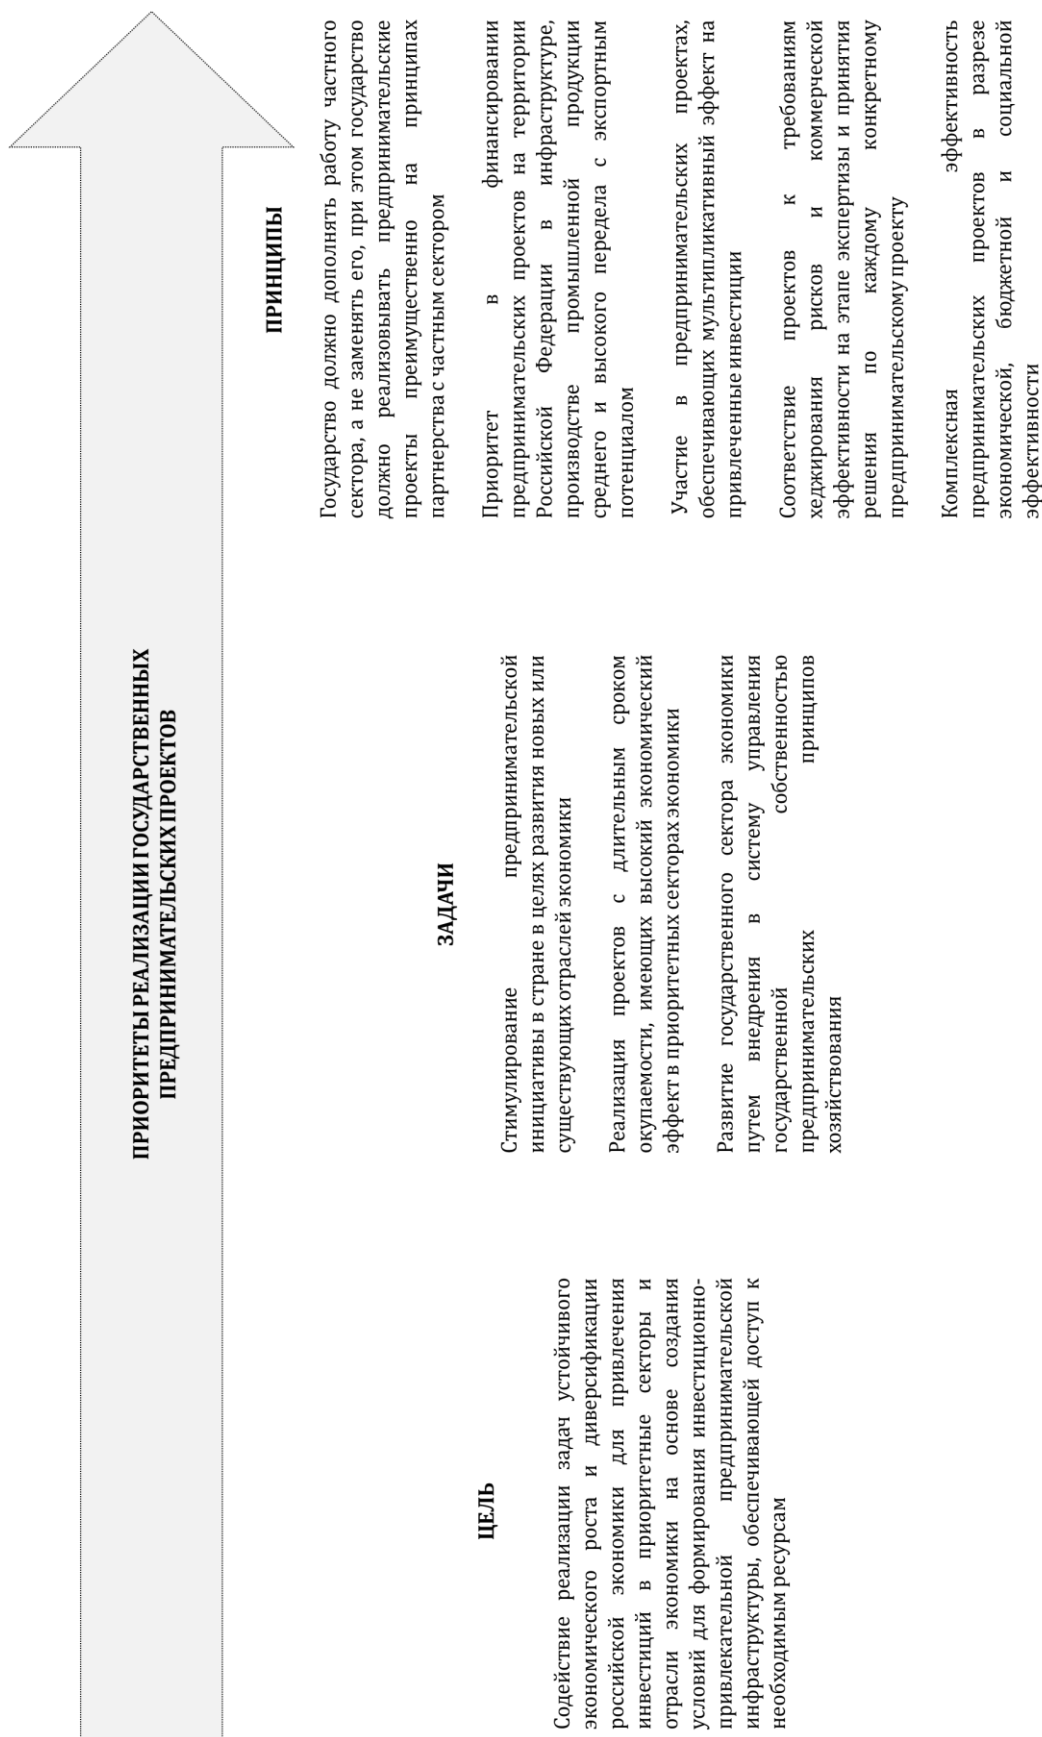 ПРИОРИТЕТЫ РЕАЛИЗАЦИИ ГОСУДАРСТВЕННЫХ
ПРЕДПРИНИМАТЕЛЬСКИХ ПРОЕКТОВ
ЦЕЛЬ
Содействие реализации задач устойчивого
экономического роста и диверсификации
российской экономики для привлечения
инвестиций в приоритетные секторы и
отрасли экономики на основе создания
условий для формирования инвестиционно-
привлекательной предпринимательской
инфраструктуры, обеспечивающей доступ к
необходимым ресурсам
ЗАДАЧИ
Стимулирование предпринимательской
инициативы в стране в целях развития новых или
существующих отраслей экономики
Реализация проектов с длительным сроком
окупаемости, имеющих высокий экономический
эффект в приоритетных секторах экономики
Развитие государственного сектора экономики
путем внедрения в систему управления
государственной собственностью
предпринимательских принципов
хозяйствования
ПРИНЦИПЫ
Государство должно дополнять работу частного
сектора, а не заменять его, при этом государство
должно реализовывать предпринимательские
проекты преимущественно на принципах
партнерства с частным сектором
Приоритет в финансировании
предпринимательских проектов на территории
Российской Федерации в инфраструктуре,
производстве промышленной продукции
среднего и высокого передела с экспортным
потенциалом
Участие в предпринимательских проектах,
обеспечивающих мультипликативный эффект на
привлеченные инвестиции
Соответствие проектов к требованиям
хеджирования рисков и коммерческой
эффективности на этапе экспертизы и принятия
решения по каждому конкретному
предпринимательскому проекту
Комплексная эффективность
предпринимательских проектов в разрезе
экономической, бюджетной и социальной
эффективности